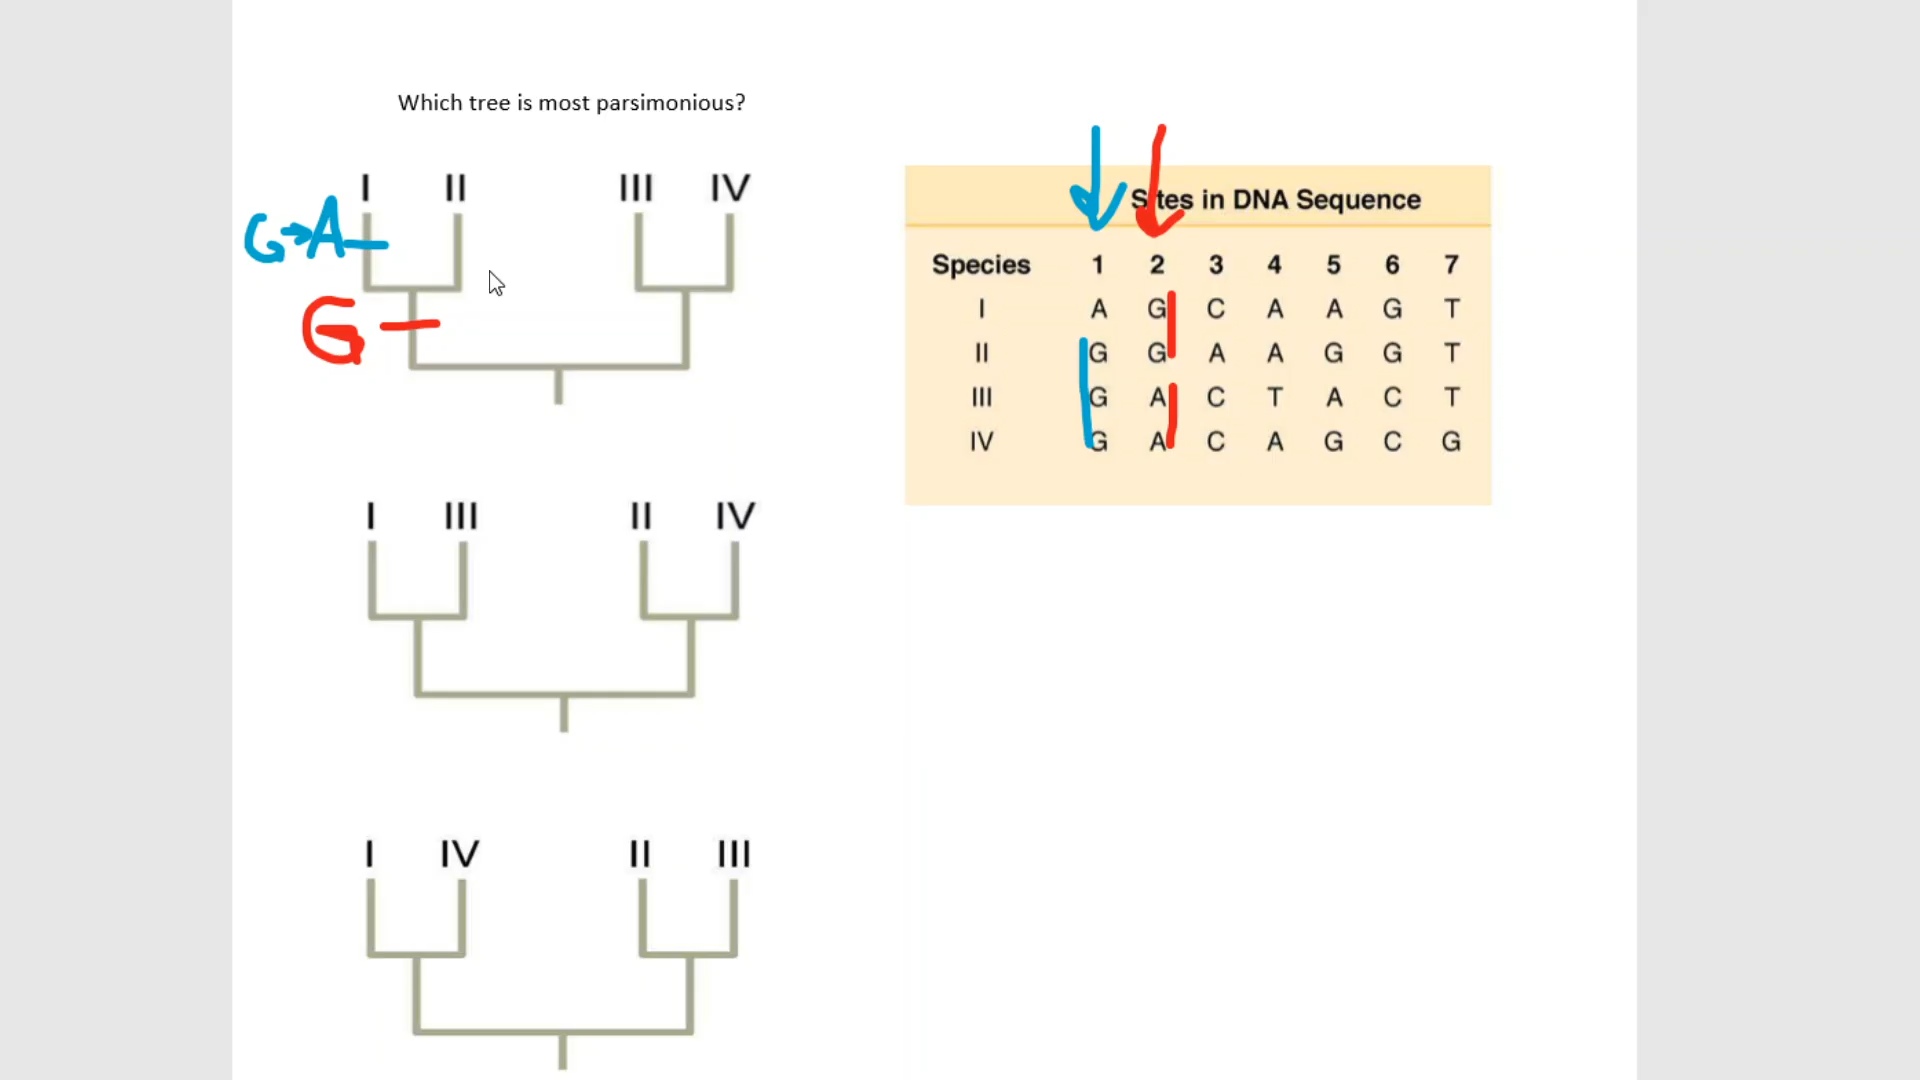 Which tree is most parsimonious?
I II III IV
G→A
G
I III II IV
I IV II III
Sites in DNA Sequence
Species 1 2 3 4 5 6 7
I A G C A A G T
II G G A A G G T
III G A C T A C T
IV G A C A G C G